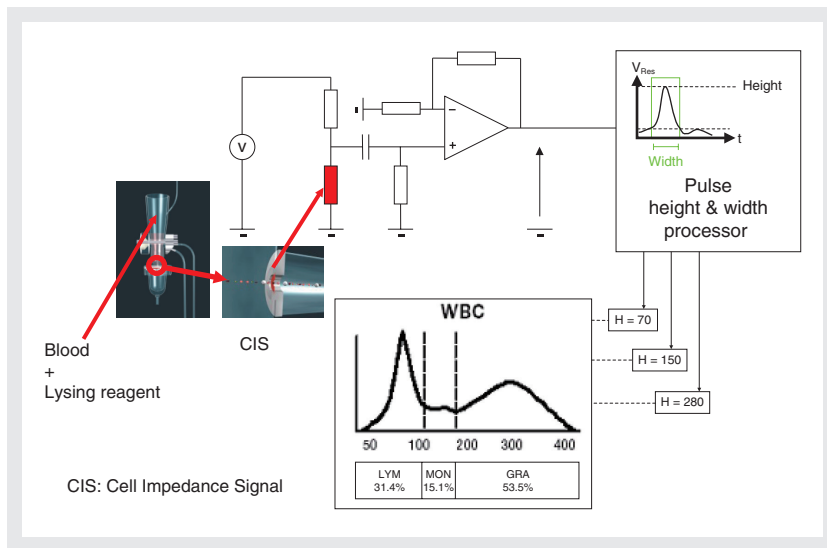 V
−
+
V Res
Height
t
Width
Pulse
height & width
processor
Blood
+
Lysing reagent
CIS
WBC
50 100 200 300 400
LYM MON GRA
31.4% 15.1% 53.5%
H = 70
H = 150
H = 280
CIS: Cell Impedance Signal